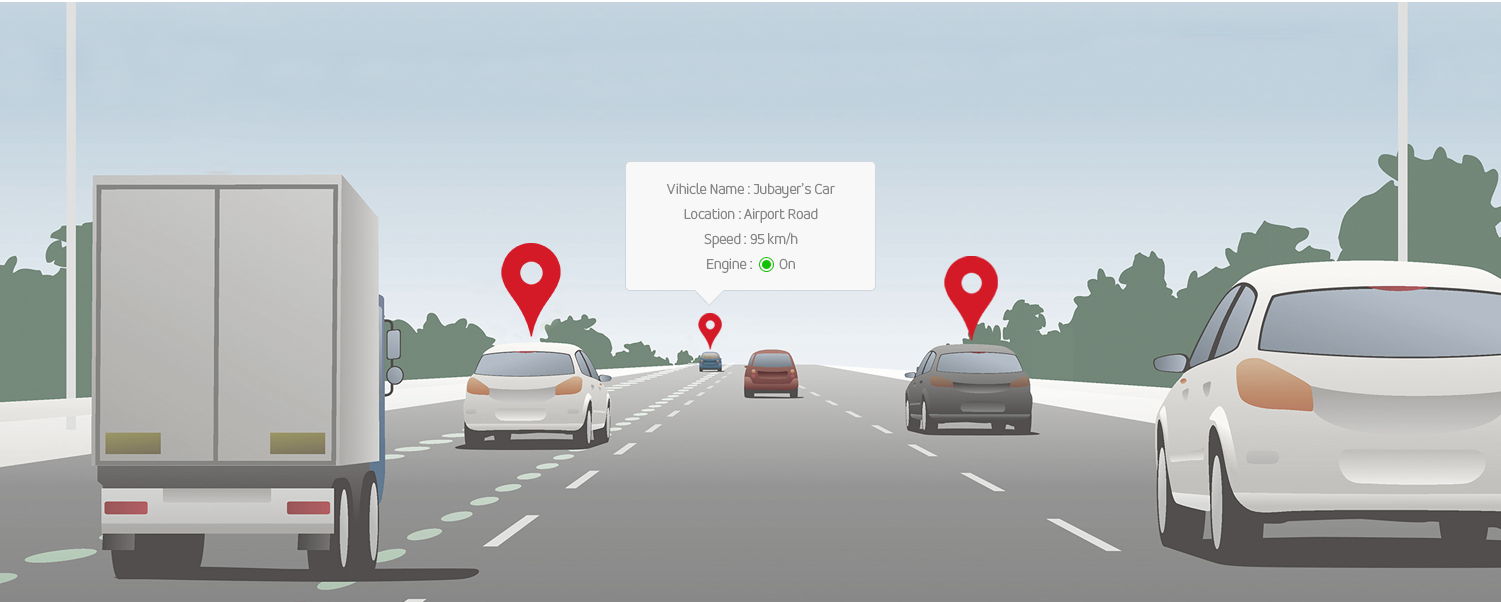 Vihicle Name : Jubayer's Car
Location : Airport Road
Speed : 95 km/h
Engine : On